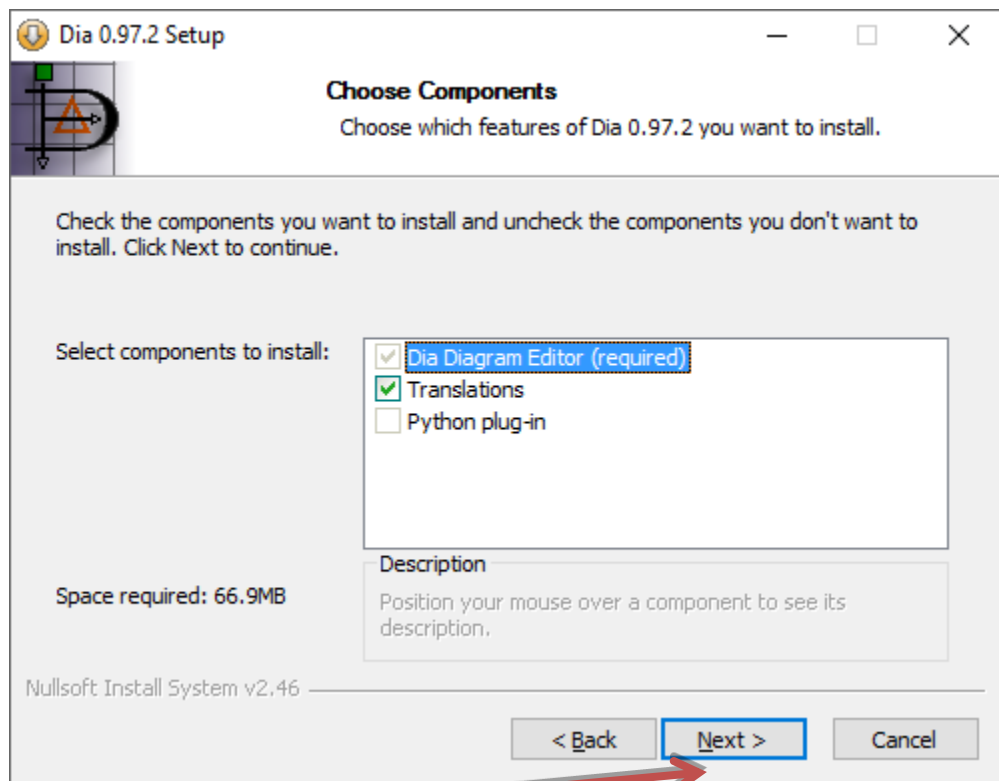 Dia 0.97.2 Setup
Choose Components
Choose which features of Dia 0.97.2 you want to install.
Check the components you want to install and uncheck the components you don't want to
install. Click Next to continue.
Select components to install:
Dia Diagram Editor (required)
Translations
Python plug-in
Space required: 66.9MB
Description
Position your mouse over a component to see its
description.
Nullsoft Install System v2.46
< Back
Next >
Cancel